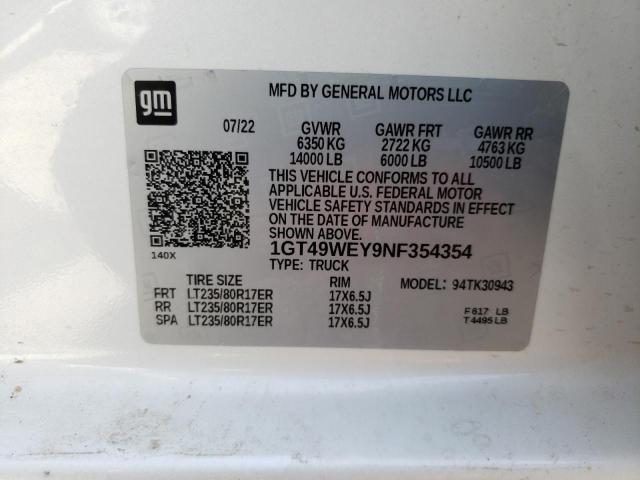 gm
MFD BY GENERAL MOTORS LLC
07/22 GVWR GAWR FRT GAWR RR
6350 KG 2722 KG 4763 KG
14000 LB 6000 LB 10500 LB
THIS VEHICLE CONFORMS TO ALL
APPLICABLE U.S. FEDERAL MOTOR
VEHICLE SAFETY STANDARDS IN EFFECT
ON THE DATE OF MANUFACTURE
SHOWN ABOVE.
1GT49WEY9NF354354
140X
TYPE: TRUCK
TIRE SIZE RIM MODEL: 94TK30943
FRT LT235/80R17ER 17X6.5J
RR LT235/80R17ER 17X6.5J F 817 LB
SPA LT235/80R17ER 17X6.5J T 4495 LB